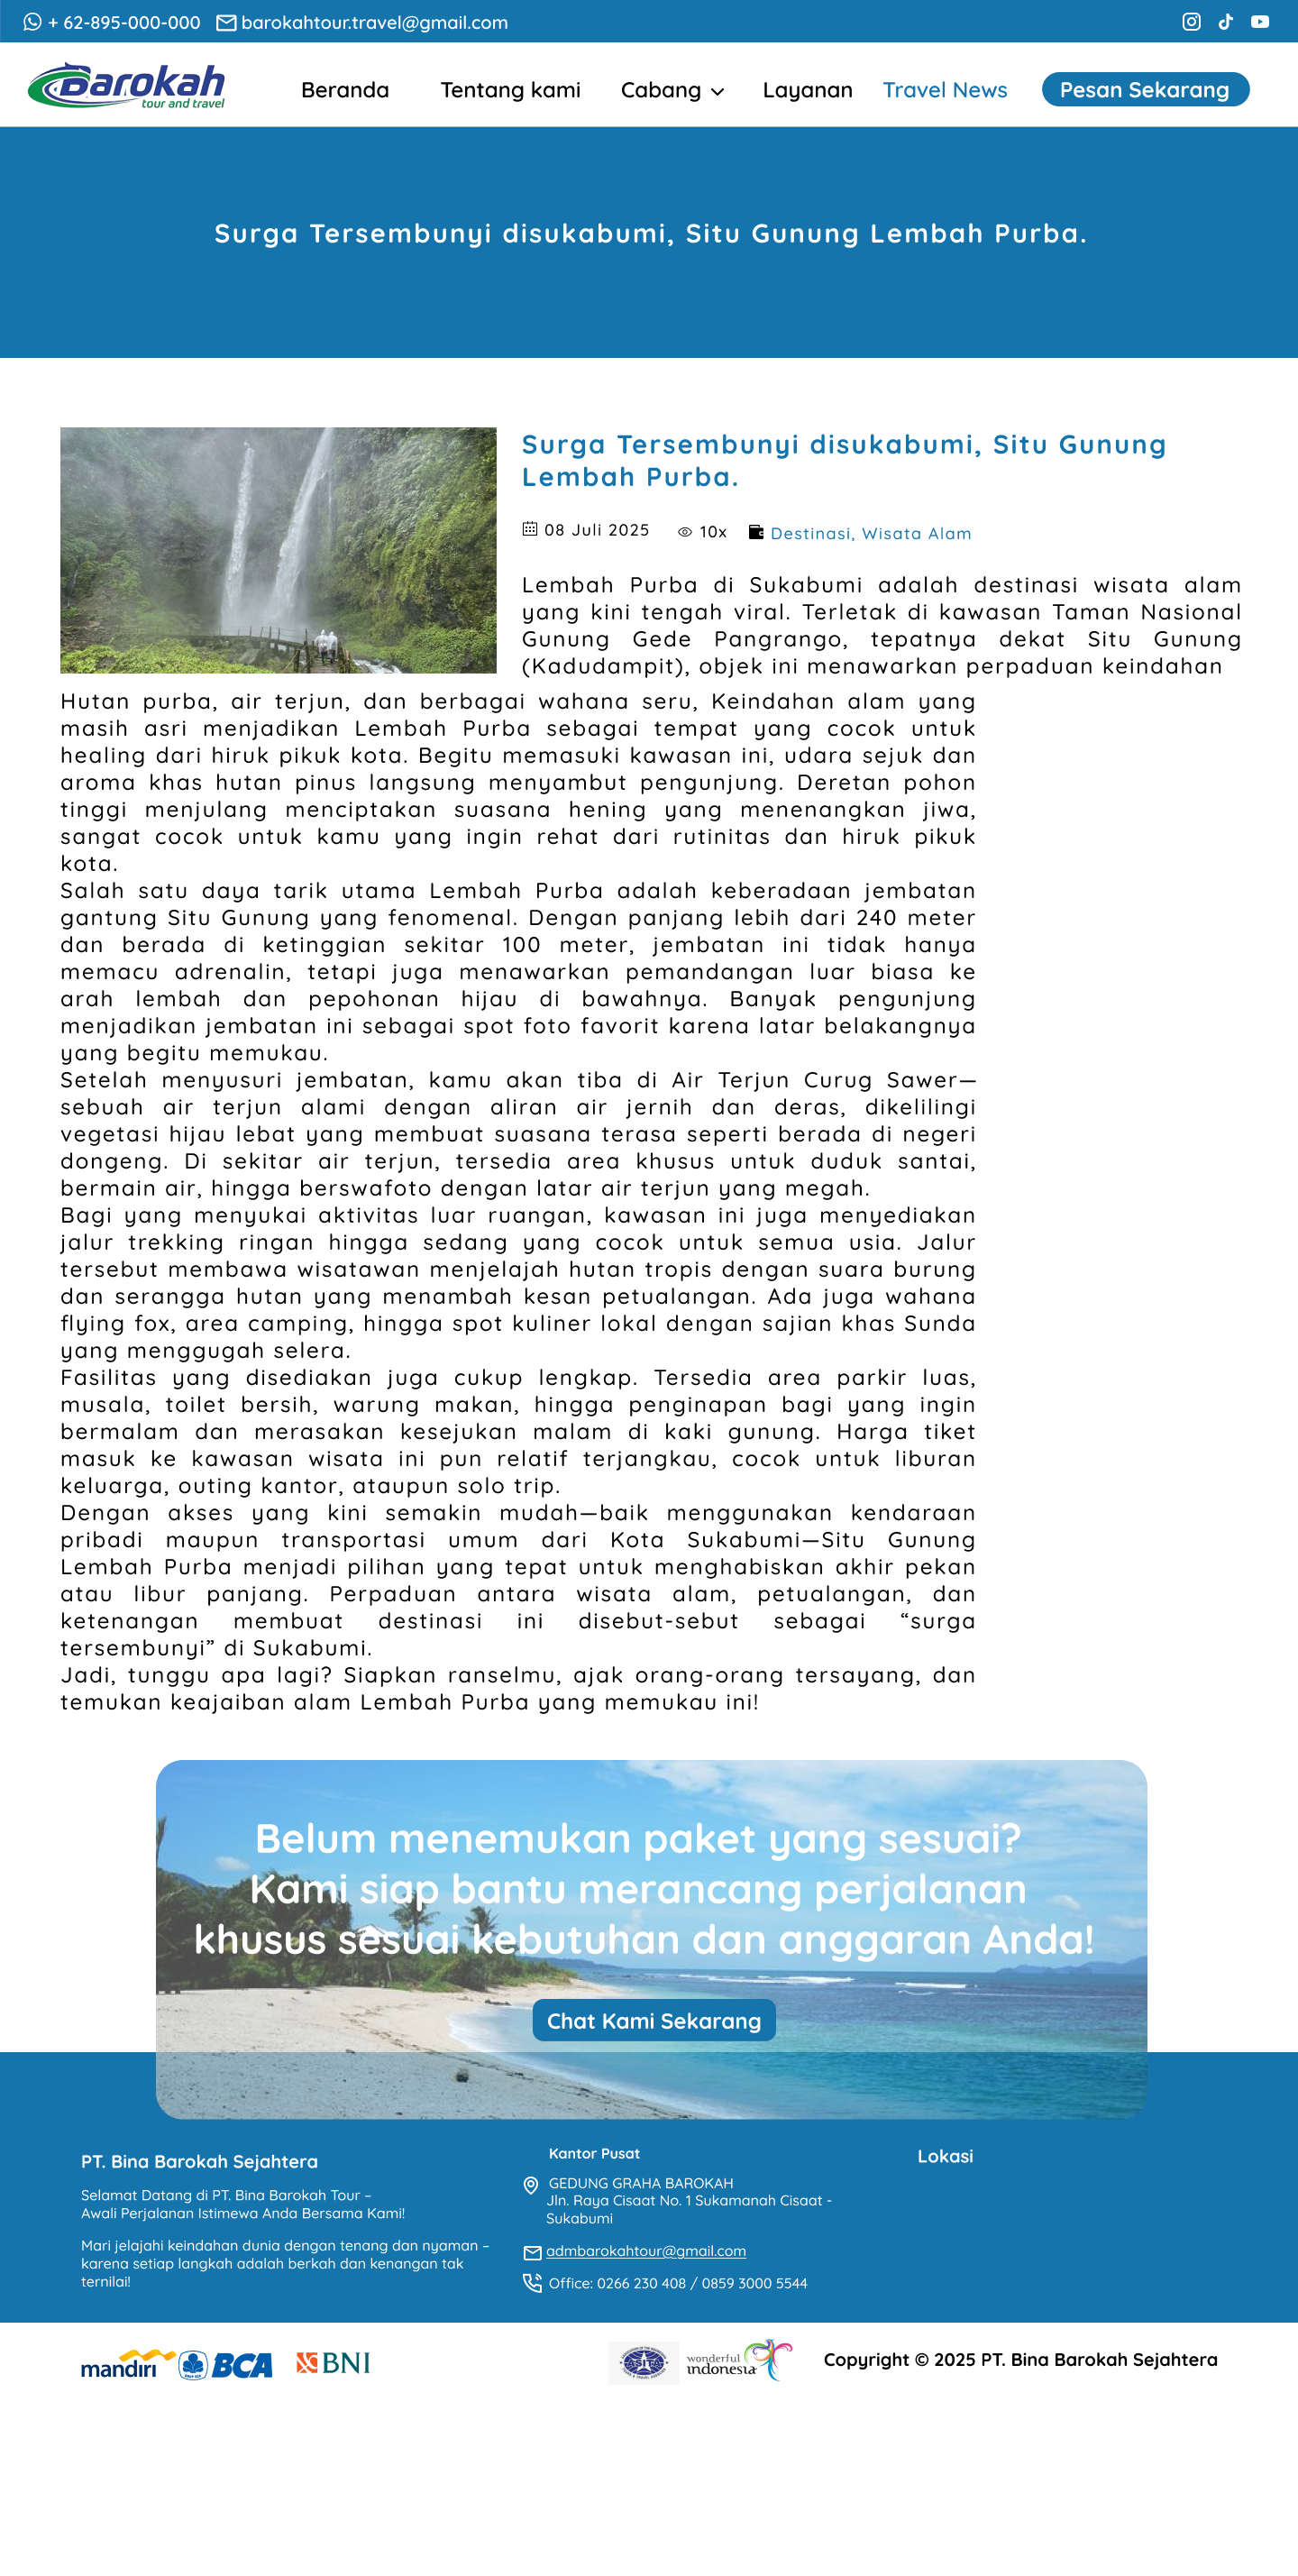 + 62-895-000-000 barokahtour.travel@gmail.com
Barokah
tour and travel
Beranda Tentang kami Cabang Layanan Travel News Pesan Sekarang
Surga Tersembunyi disukabumi, Situ Gunung Lembah Purba.
Surga Tersembunyi disukabumi, Situ Gunung
Lembah Purba.
08 Juli 2025 10x Destinasi, Wisata Alam
Lembah Purba di Sukabumi adalah destinasi wisata alam
yang kini tengah viral. Terletak di kawasan Taman Nasional
Gunung Gede Pangrango, tepatnya dekat Situ Gunung
(Kadudampit), objek ini menawarkan perpaduan keindahan
Hutan purba, air terjun, dan berbagai wahana seru, Keindahan alam yang
masih asri menjadikan Lembah Purba sebagai tempat yang cocok untuk
healing dari hiruk pikuk kota. Begitu memasuki kawasan ini, udara sejuk dan
aroma khas hutan pinus langsung menyambut pengunjung. Deretan pohon
tinggi menjulang menciptakan suasana hening yang menenangkan jiwa,
sangat cocok untuk kamu yang ingin rehat dari rutinitas dan hiruk pikuk
kota.
Salah satu daya tarik utama Lembah Purba adalah keberadaan jembatan
gantung Situ Gunung yang fenomenal. Dengan panjang lebih dari 240 meter
dan berada di ketinggian sekitar 100 meter, jembatan ini tidak hanya
memacu adrenalin, tetapi juga menawarkan pemandangan luar biasa ke
arah lembah dan pepohonan hijau di bawahnya. Banyak pengunjung
menjadikan jembatan ini sebagai spot foto favorit karena latar belakangnya
yang begitu memukau.
Setelah menyusuri jembatan, kamu akan tiba di Air Terjun Curug Sawer—
sebuah air terjun alami dengan aliran air jernih dan deras, dikelilingi
vegetasi hijau lebat yang membuat suasana terasa seperti berada di negeri
dongeng. Di sekitar air terjun, tersedia area khusus untuk duduk santai,
bermain air, hingga berswafoto dengan latar air terjun yang megah.
Bagi yang menyukai aktivitas luar ruangan, kawasan ini juga menyediakan
jalur trekking ringan hingga sedang yang cocok untuk semua usia. Jalur
tersebut membawa wisatawan menjelajah hutan tropis dengan suara burung
dan serangga hutan yang menambah kesan petualangan. Ada juga wahana
flying fox, area camping, hingga spot kuliner lokal dengan sajian khas Sunda
yang menggugah selera.
Fasilitas yang disediakan juga cukup lengkap. Tersedia area parkir luas,
musala, toilet bersih, warung makan, hingga penginapan bagi yang ingin
bermalam dan merasakan kesejukan malam di kaki gunung. Harga tiket
masuk ke kawasan wisata ini pun relatif terjangkau, cocok untuk liburan
keluarga, outing kantor, ataupun solo trip.
Dengan akses yang kini semakin mudah—baik menggunakan kendaraan
pribadi maupun transportasi umum dari Kota Sukabumi—Situ Gunung
Lembah Purba menjadi pilihan yang tepat untuk menghabiskan akhir pekan
atau libur panjang. Perpaduan antara wisata alam, petualangan, dan
ketenangan membuat destinasi ini disebut-sebut sebagai “surga
tersembunyi” di Sukabumi.
Jadi, tunggu apa lagi? Siapkan ranselmu, ajak orang-orang tersayang, dan
temukan keajaiban alam Lembah Purba yang memukau ini!
Belum menemukan paket yang sesuai?
Kami siap bantu merancang perjalanan
khusus sesuai kebutuhan dan anggaran Anda!
Chat Kami Sekarang
PT. Bina Barokah Sejahtera
Selamat Datang di PT. Bina Barokah Tour –
Awali Perjalanan Istimewa Anda Bersama Kami!
Mari jelajahi keindahan dunia dengan tenang dan nyaman –
karena setiap langkah adalah berkah dan kenangan tak
ternilai!
Kantor Pusat
GEDUNG GRAHA BAROKAH
Jln. Raya Cisaat No. 1 Sukamanah Cisaat -
Sukabumi
admbarokahtour@gmail.com
Office: 0266 230 408 / 0859 3000 5544
Lokasi
mandiri BCA BNI ASITA wonderful indonesia Copyright © 2025 PT. Bina Barokah Sejahtera